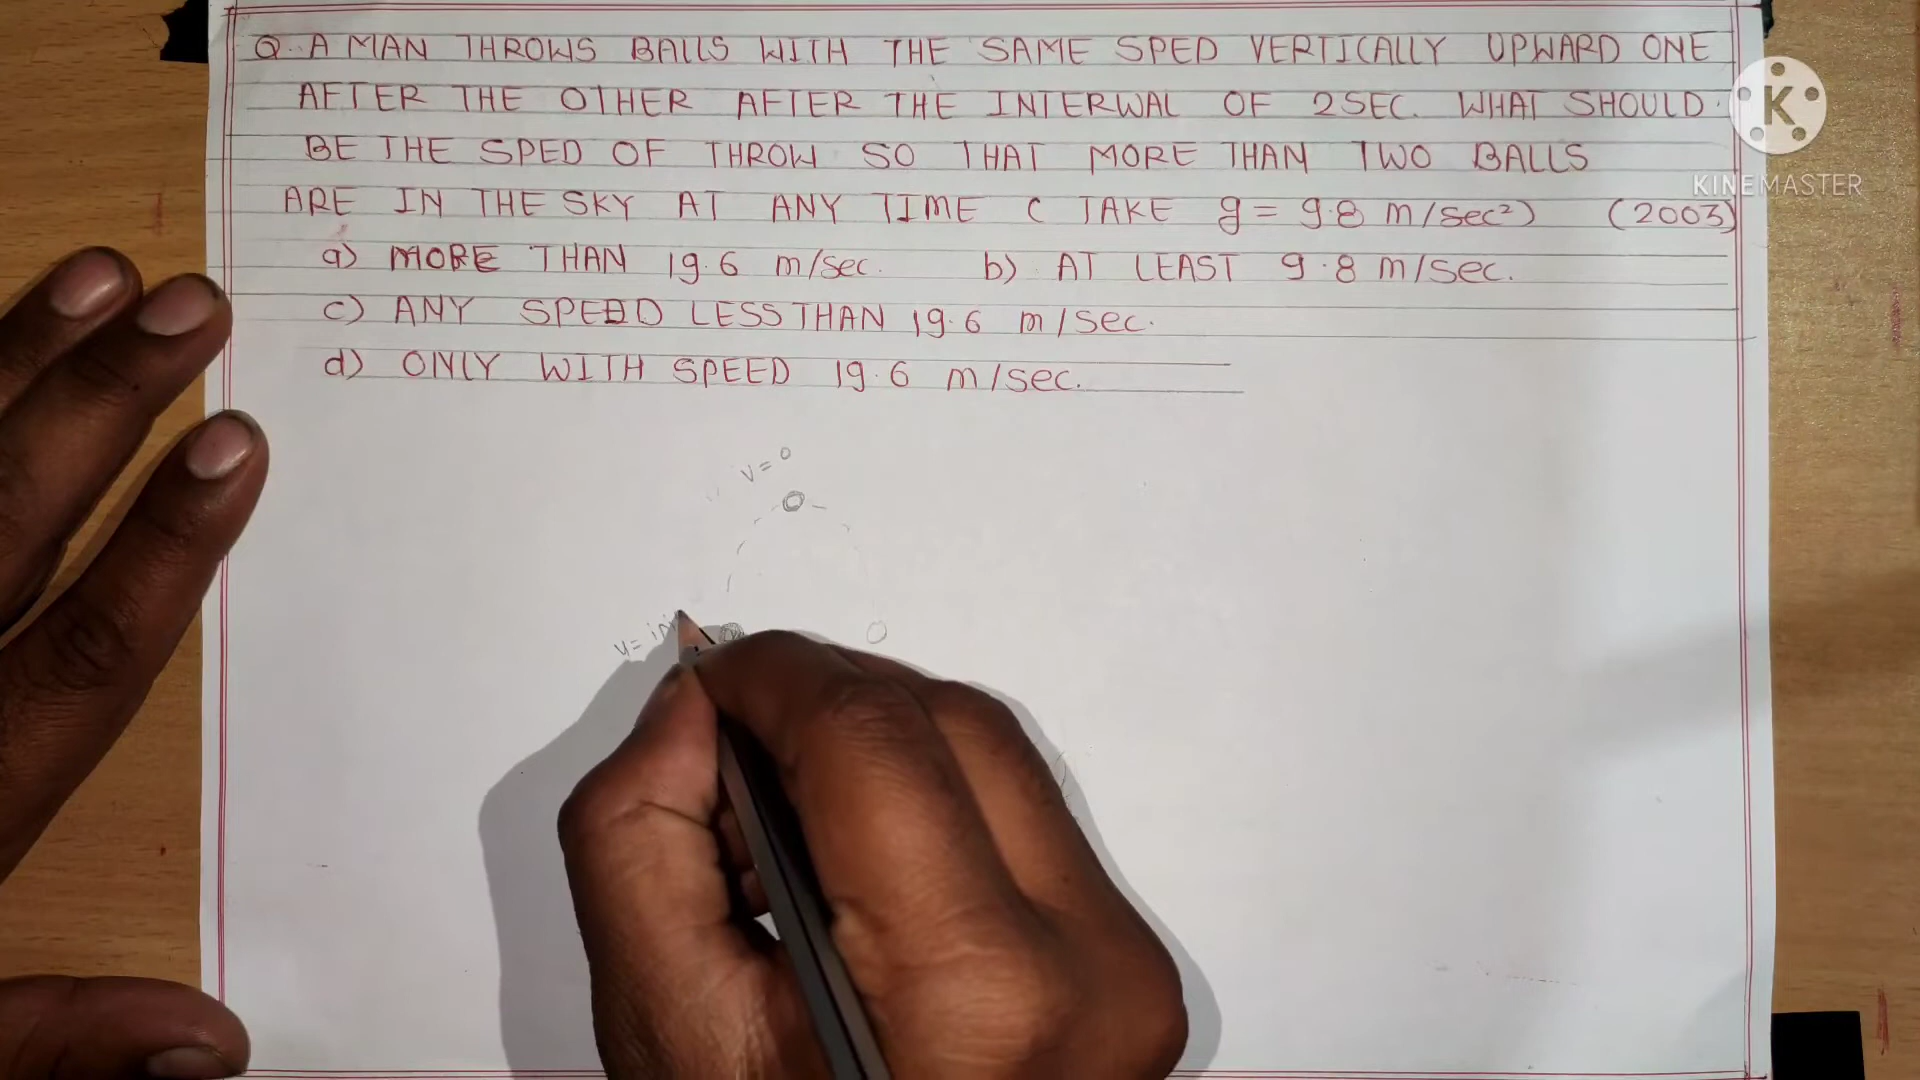 Q. A MAN THROWS BALLS WITH THE SAME SPED VERTICALLY UPWARD ONE
AFTER THE OTHER AFTER THE INTERWAL OF 2SEC. WHAT SHOULD
BE THE SPED OF THROW SO THAT MORE THAN TWO BALLS
ARE IN THE SKY AT ANY TIME ( TAKE g = 9.8 m/sec²) (2003)
a) MORE THAN 19.6 m/sec. b) AT LEAST 9.8 m/sec.
c) ANY SPEED LESS THAN 19.6 m/sec.
d) ONLY WITH SPEED 19.6 m/sec.
v = 0
u = in
K
KINEMASTER